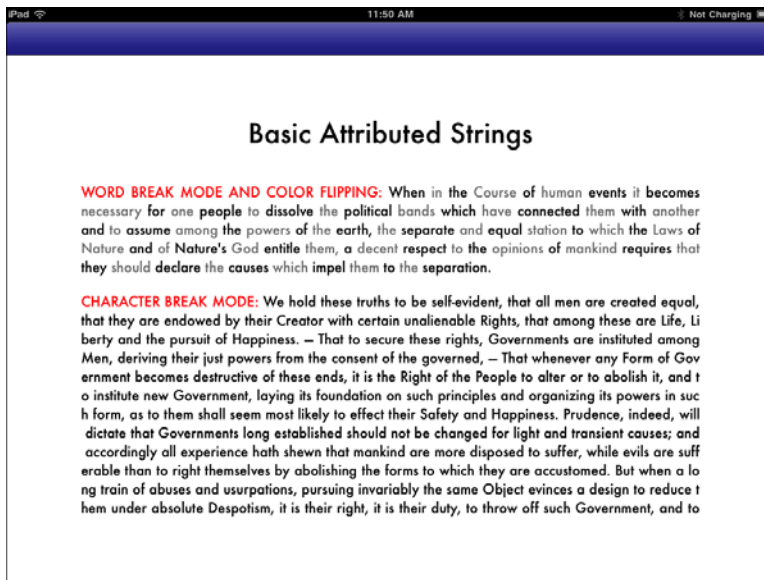 iPad 11:50 AM Not Charging
Basic Attributed Strings
WORD BREAK MODE AND COLOR FLIPPING: When in the Course of human events it becomes
necessary for one people to dissolve the political bands which have connected them with another
and to assume among the powers of the earth, the separate and equal station to which the Laws of
Nature and of Nature's God entitle them, a decent respect to the opinions of mankind requires that
they should declare the causes which impel them to the separation.
CHARACTER BREAK MODE: We hold these truths to be self-evident, that all men are created equal,
that they are endowed by their Creator with certain unalienable Rights, that among these are Life, Li
berty and the pursuit of Happiness. — That to secure these rights, Governments are instituted among
Men, deriving their just powers from the consent of the governed, — That whenever any Form of Gov
ernment becomes destructive of these ends, it is the Right of the People to alter or to abolish it, and t
o institute new Government, laying its foundation on such principles and organizing its powers in suc
h form, as to them shall seem most likely to effect their Safety and Happiness. Prudence, indeed, will
dictate that Governments long established should not be changed for light and transient causes; and
accordingly all experience hath shewn that mankind are more disposed to suffer, while evils are suff
erable than to right themselves by abolishing the forms to which they are accustomed. But when a lo
ng train of abuses and usurpations, pursuing invariably the same Object evinces a design to reduce t
hem under absolute Despotism, it is their right, it is their duty, to throw off such Government, and to